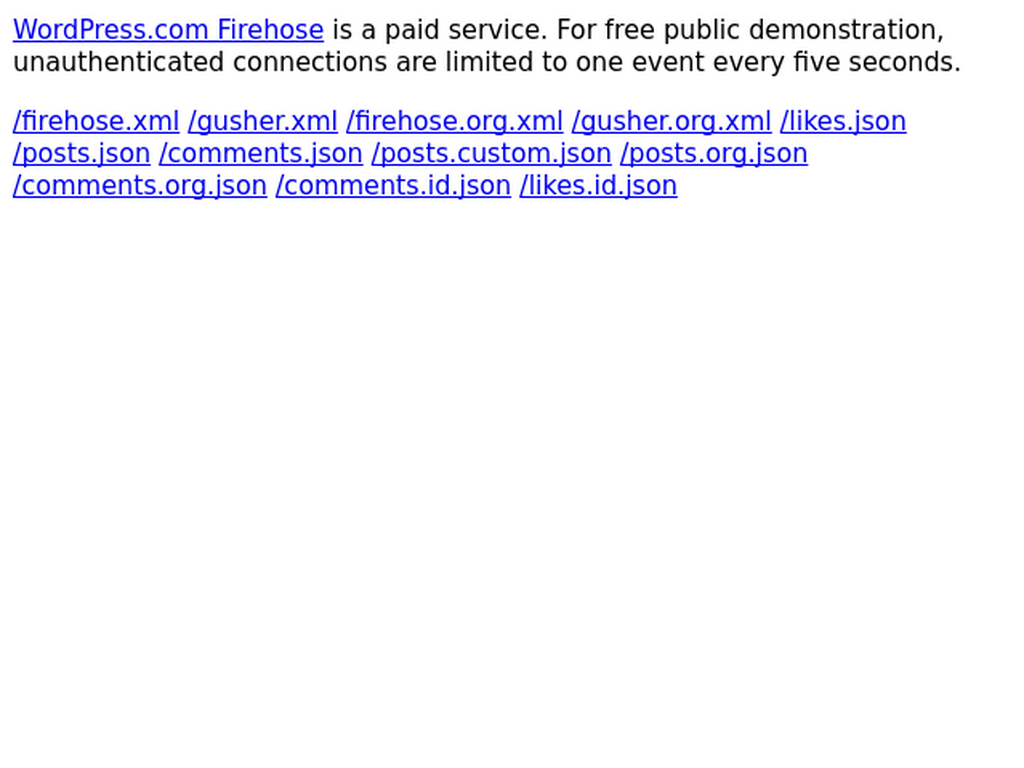 WordPress.com Firehose is a paid service. For free public demonstration,
unauthenticated connections are limited to one event every five seconds.
/firehose.xml /gusher.xml /firehose.org.xml /gusher.org.xml /likes.json
/posts.json /comments.json /posts.custom.json /posts.org.json
/comments.org.json /comments.id.json /likes.id.json